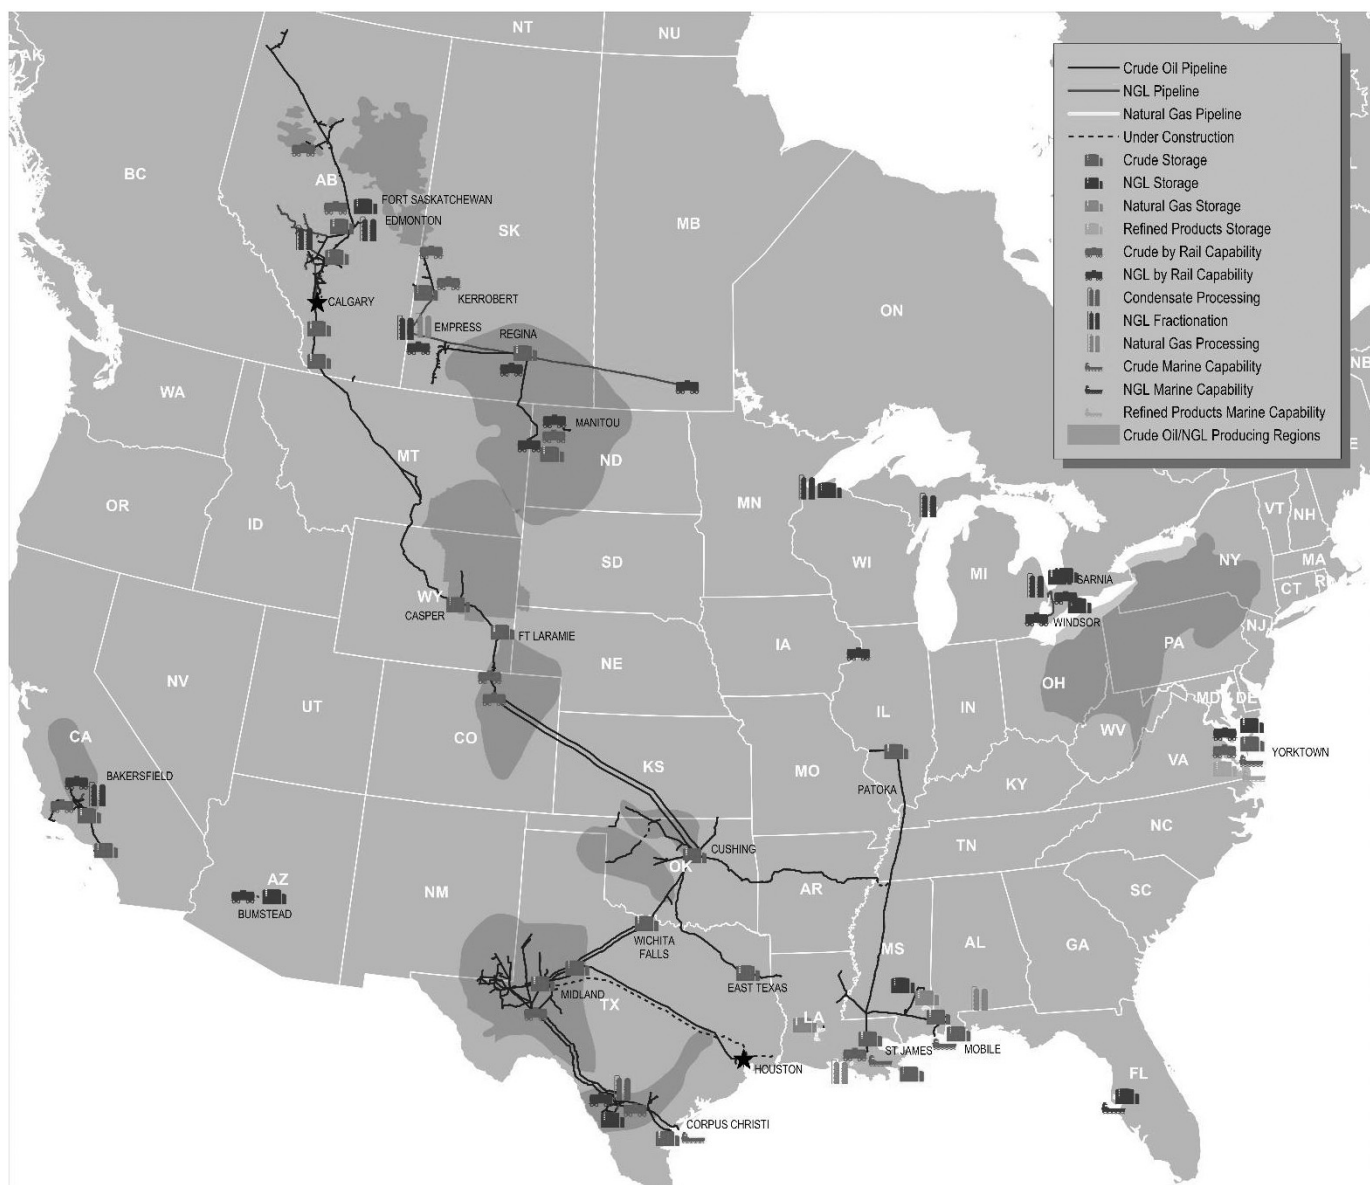 NT
NU
AK
BC
AB
SK
MB
ON
Crude Oil Pipeline
NGL Pipeline
Natural Gas Pipeline
Under Construction
Crude Storage
NGL Storage
Natural Gas Storage
Refined Products Storage
Crude by Rail Capability
NGL by Rail Capability
Condensate Processing
NGL Fractionation
Natural Gas Processing
Crude Marine Capability
NGL Marine Capability
Refined Products Marine Capability
Crude Oil/NGL Producing Regions
NB
FORT SASKATCHEWAN
EDMONTON
CALGARY
KERROBERT
EMPRESS
REGINA
MANITOU
WA
MT
ND
MN
OR
ID
SD
WI
MI
NY
VT
NH
MA
CT
SARNIA
WINDSOR
WY
CASPER
FT LARAMIE
NE
IA
PA
NJ
OH
NV
UT
CO
IL
IN
MD
DE
WV
VA
YORKTOWN
CA
BAKERSFIELD
KS
MO
KY
PATOKA
NC
TN
CUSHING
OK
AR
SC
AZ
BUMSTEAD
NM
WICHITA
FALLS
MS
AL
GA
MIDLAND
TX
EAST TEXAS
LA
ST JAMES
MOBILE
HOUSTON
FL
CORPUS CHRISTI